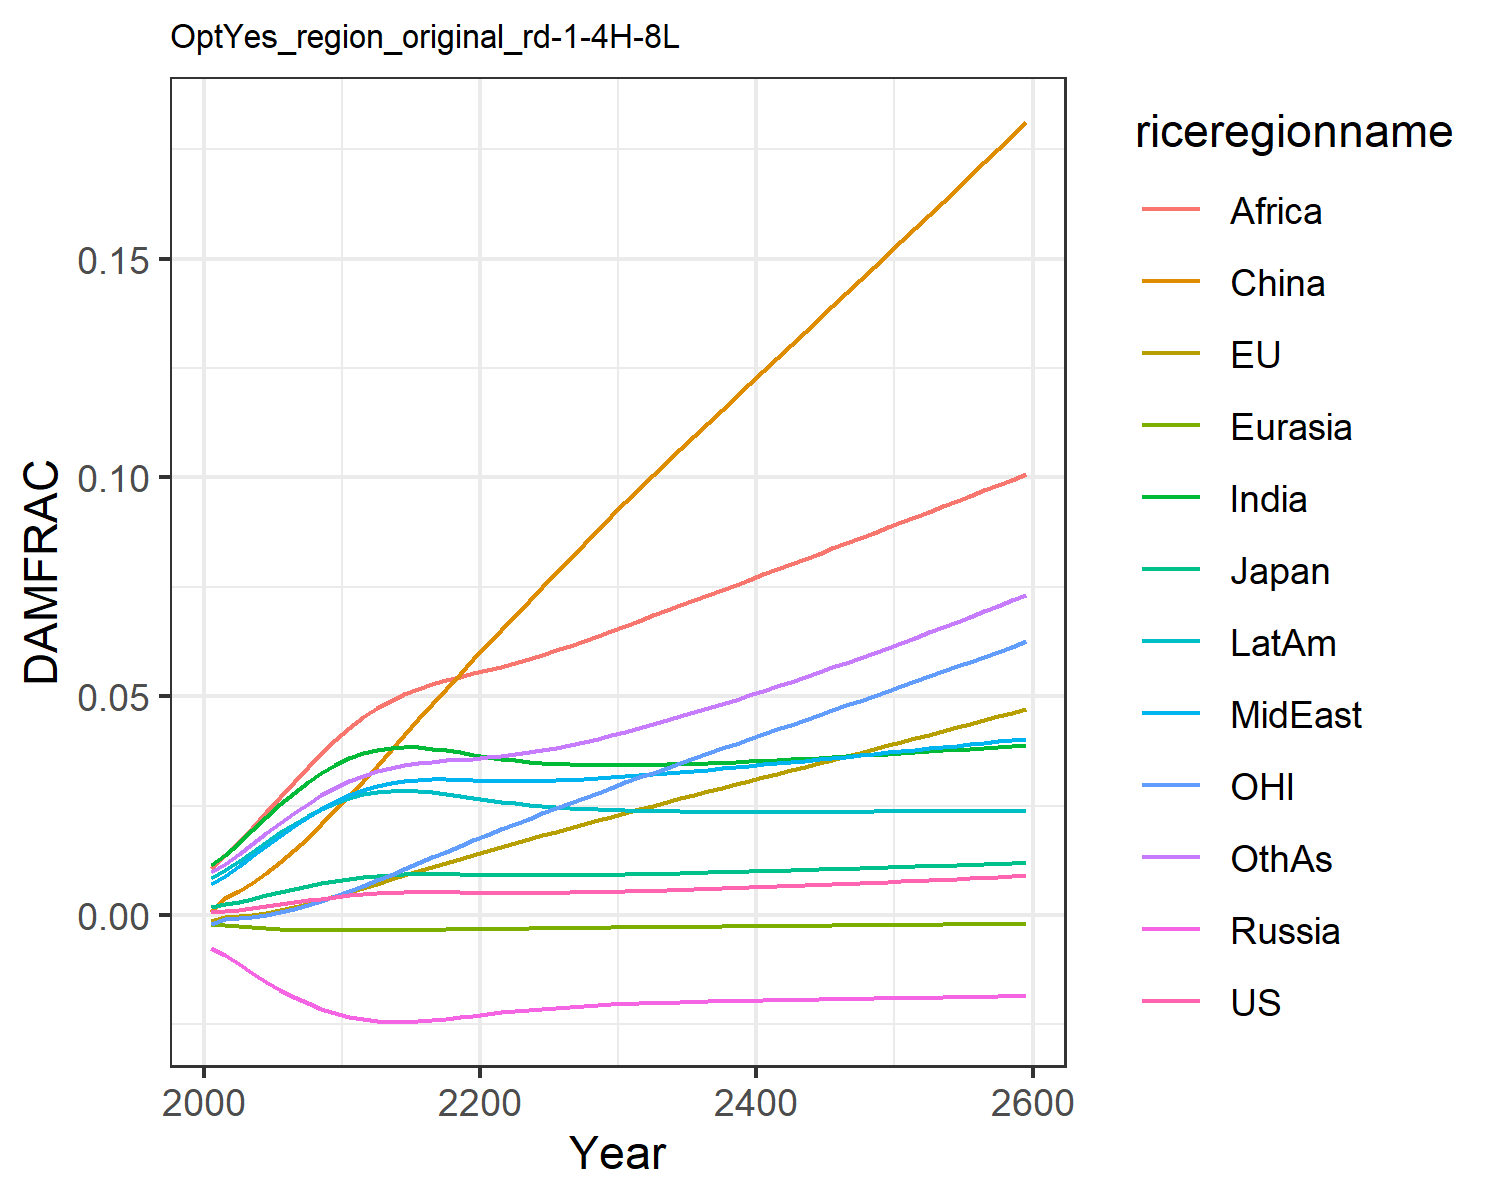 OptYes_region_original_rd-1-4H-8L
DAMFRAC
0.15
0.10
0.05
0.00
2000 2200 2400 2600
Year
riceregionname
Africa
China
EU
Eurasia
India
Japan
LatAm
MidEast
OHI
OthAs
Russia
US